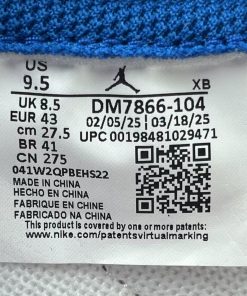 US
9.5
XB
UK 8.5
DM7866-104
EUR 43
02/05/25 | 03/18/25
cm 27.5
UPC 00198481029471
BR 41
CN 275
041W2QPBEHS22
MADE IN CHINA
HECHO EN CHINA
FABRIQUE EN CHINE
FABRICADO NA CHINA
This product is covered by one or more U.S. patents. See
www.nike.com/patentsvirtualmarking